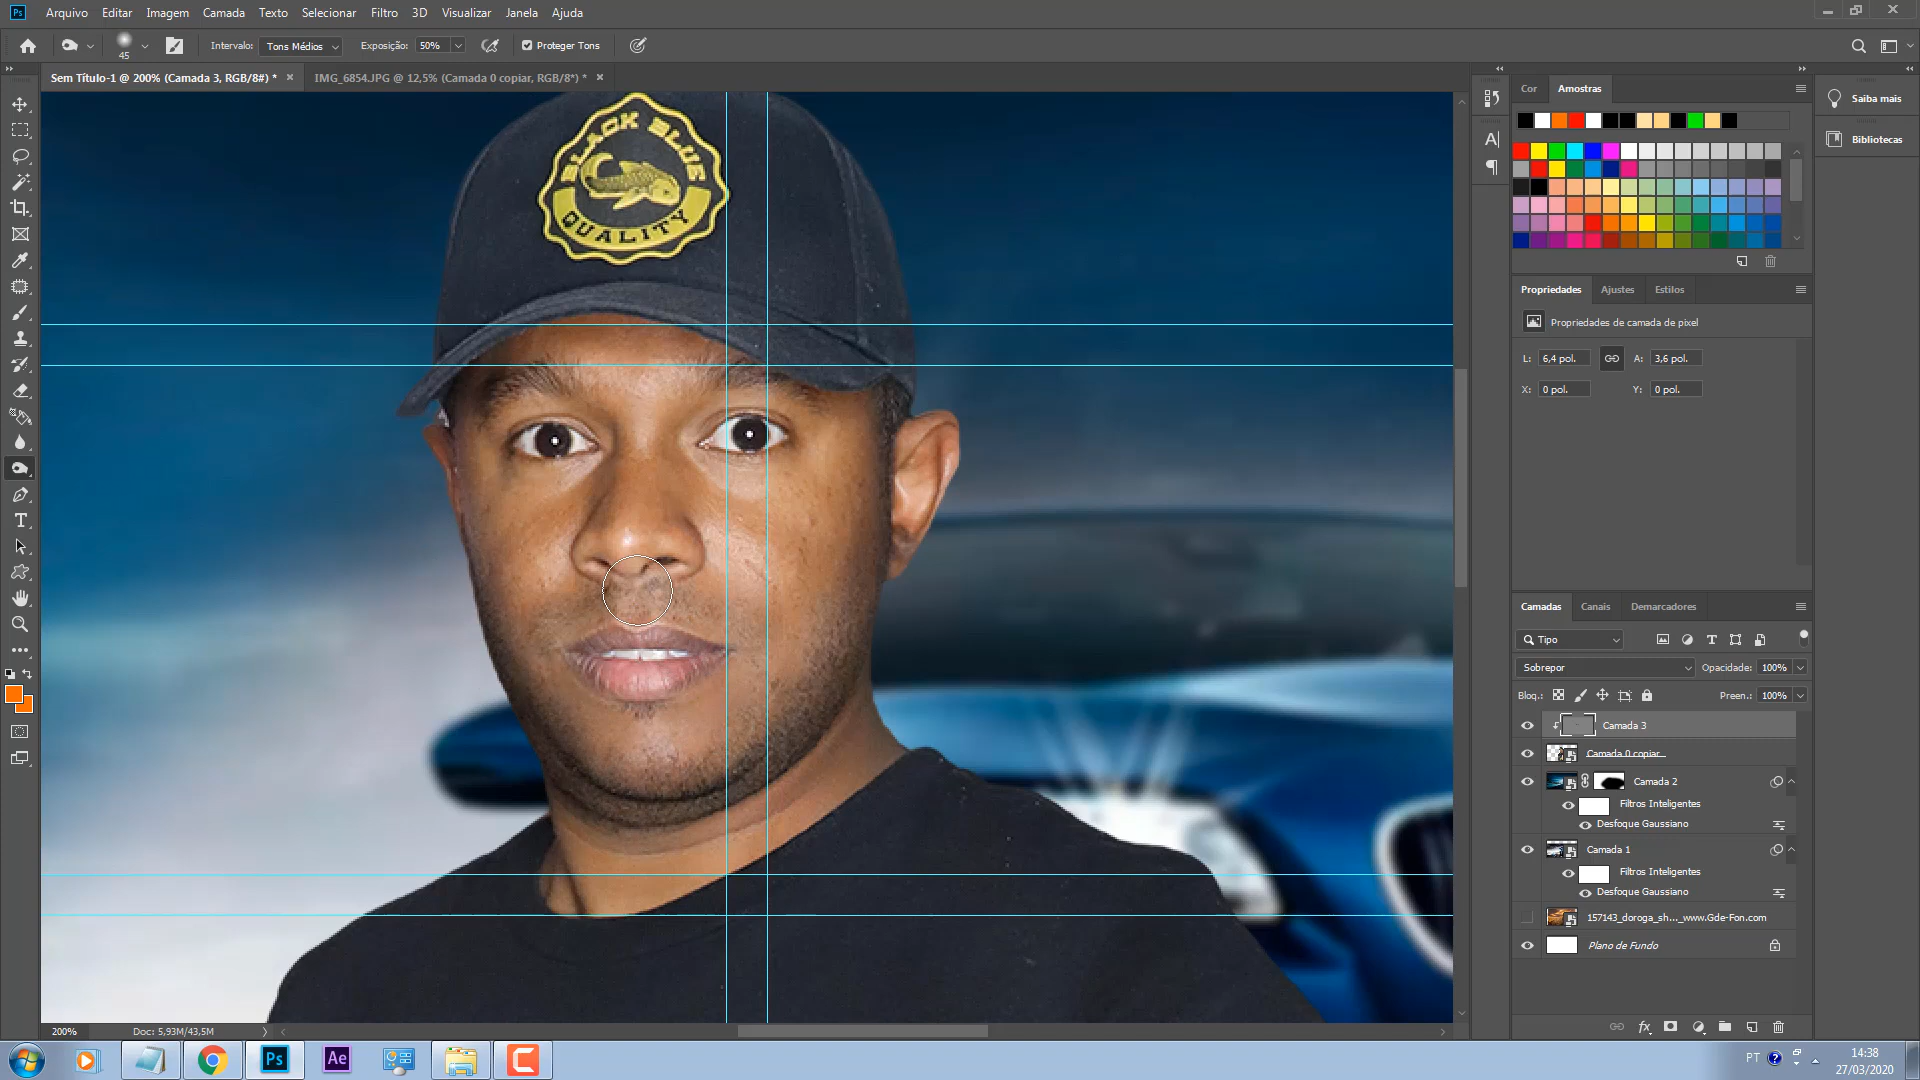 Ps Arquivo Editar Imagem Camada Texto Selecionar Filtro 3D Visualizar Janela Ajuda
45 Intervalo: Tons Médios Exposição: 50% Proteger Tons
Sem Título-1 @ 200% (Camada 3, RGB/8#) * × IMG_6854.JPG @ 12,5% (Camada 0 copiar, RGB/8*) * ×
BLACK BLUE
QUALITY
Cor Amostras
Saiba mais
Bibliotecas
Propriedades Ajustes Estilos
Propriedades de camada de pixel
L: 6,4 pol. A: 3,6 pol.
X: 0 pol. Y: 0 pol.
Camadas Canais Demarcadores
Tipo
Sobrepor Opacidade: 100%
Bloq.: Preen.: 100%
Camada 3
Camada 0 copiar
Camada 2
Filtros Inteligentes
Desfoque Gaussiano
Camada 1
Filtros Inteligentes
Desfoque Gaussiano
157143_doroga_sh..._www.Gde-Fon.com
Plano de Fundo
200% Doc: 5,93M/43,5M
Ps Ae PT 14:38
27/03/2020